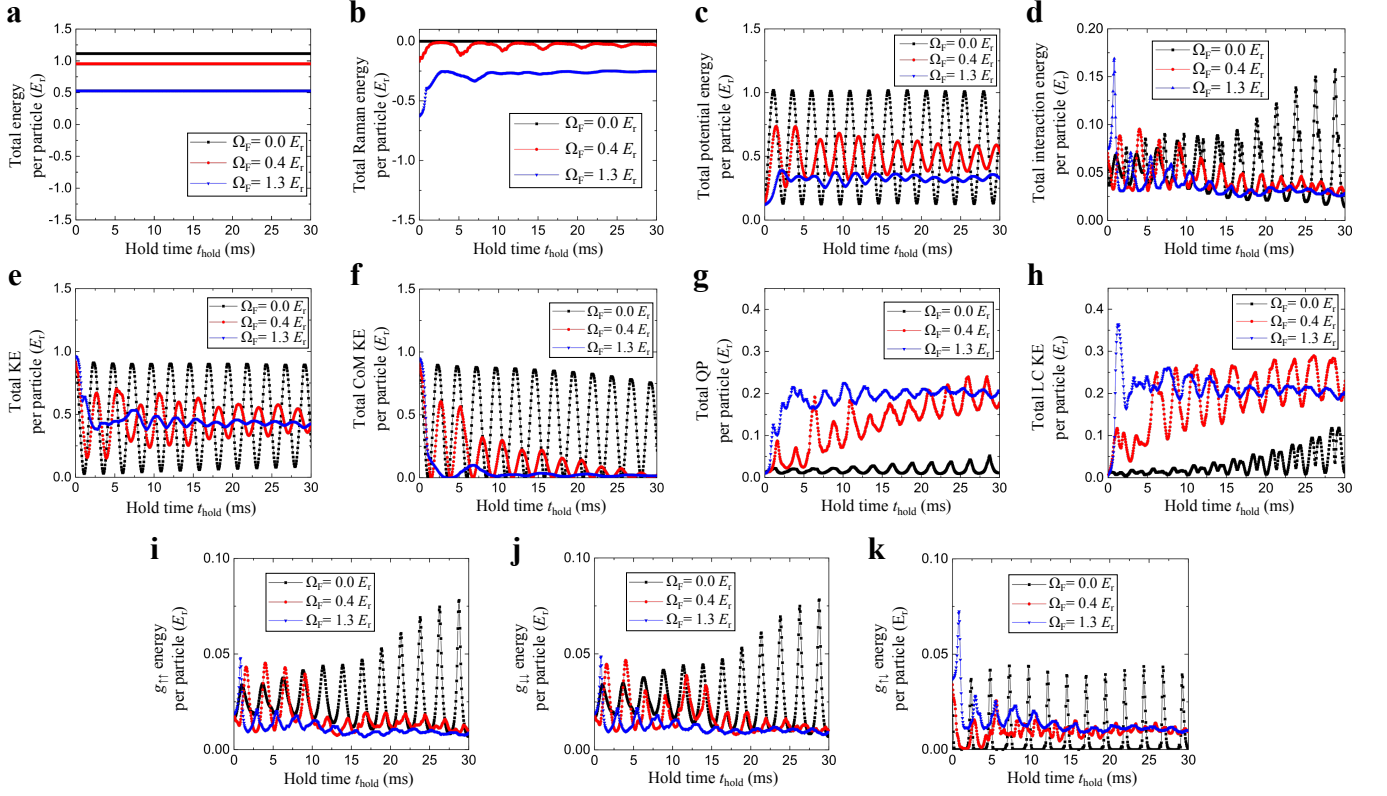 a
Total energy
per particle (Er)
1.5
1.0
0.5
0.0
-0.5
-1.0
-1.5
ΩF= 0.0 Er
ΩF= 0.4 Er
ΩF= 1.3 Er
0 5 10 15 20 25 30
Hold time thold (ms)
b
Total Raman energy
per particle (Er)
0.0
-0.5
-1.0
-1.5
ΩF= 0.0 Er
ΩF= 0.4 Er
ΩF= 1.3 Er
0 5 10 15 20 25 30
Hold time thold (ms)
c
Total potential energy
per particle (Er)
1.5
1.0
0.5
0.0
ΩF= 0.0 Er
ΩF= 0.4 Er
ΩF= 1.3 Er
0 5 10 15 20 25 30
Hold time thold (ms)
d
Total interaction energy
per particle (Er)
0.20
0.15
0.10
0.05
0.00
ΩF= 0.0 Er
ΩF= 0.4 Er
ΩF= 1.3 Er
0 5 10 15 20 25 30
Hold time thold (ms)
e
Total KE
per particle (Er)
1.5
1.0
0.5
0.0
ΩF= 0.0 Er
ΩF= 0.4 Er
ΩF= 1.3 Er
0 5 10 15 20 25 30
Hold time thold (ms)
f
Total CoM KE
per particle (Er)
1.5
1.0
0.5
0.0
ΩF= 0.0 Er
ΩF= 0.4 Er
ΩF= 1.3 Er
0 5 10 15 20 25 30
Hold time thold (ms)
g
Total QP
per particle (Er)
0.4
0.3
0.2
0.1
0.0
ΩF= 0.0 Er
ΩF= 0.4 Er
ΩF= 1.3 Er
0 5 10 15 20 25 30
Hold time thold (ms)
h
Total LC KE
per particle (Er)
0.4
0.3
0.2
0.1
0.0
ΩF= 0.0 Er
ΩF= 0.4 Er
ΩF= 1.3 Er
0 5 10 15 20 25 30
Hold time thold (ms)
i
g↑↑ energy
per particle (Er)
0.10
0.05
0.00
ΩF= 0.0 Er
ΩF= 0.4 Er
ΩF= 1.3 Er
0 5 10 15 20 25 30
Hold time thold (ms)
j
g↓↓ energy
per particle (Er)
0.10
0.05
0.00
ΩF= 0.0 Er
ΩF= 0.4 Er
ΩF= 1.3 Er
0 5 10 15 20 25 30
Hold time thold (ms)
k
g↑↓ energy
per particle (Er)
0.10
0.05
0.00
ΩF= 0.0 Er
ΩF= 0.4 Er
ΩF= 1.3 Er
0 5 10 15 20 25 30
Hold time thold (ms)